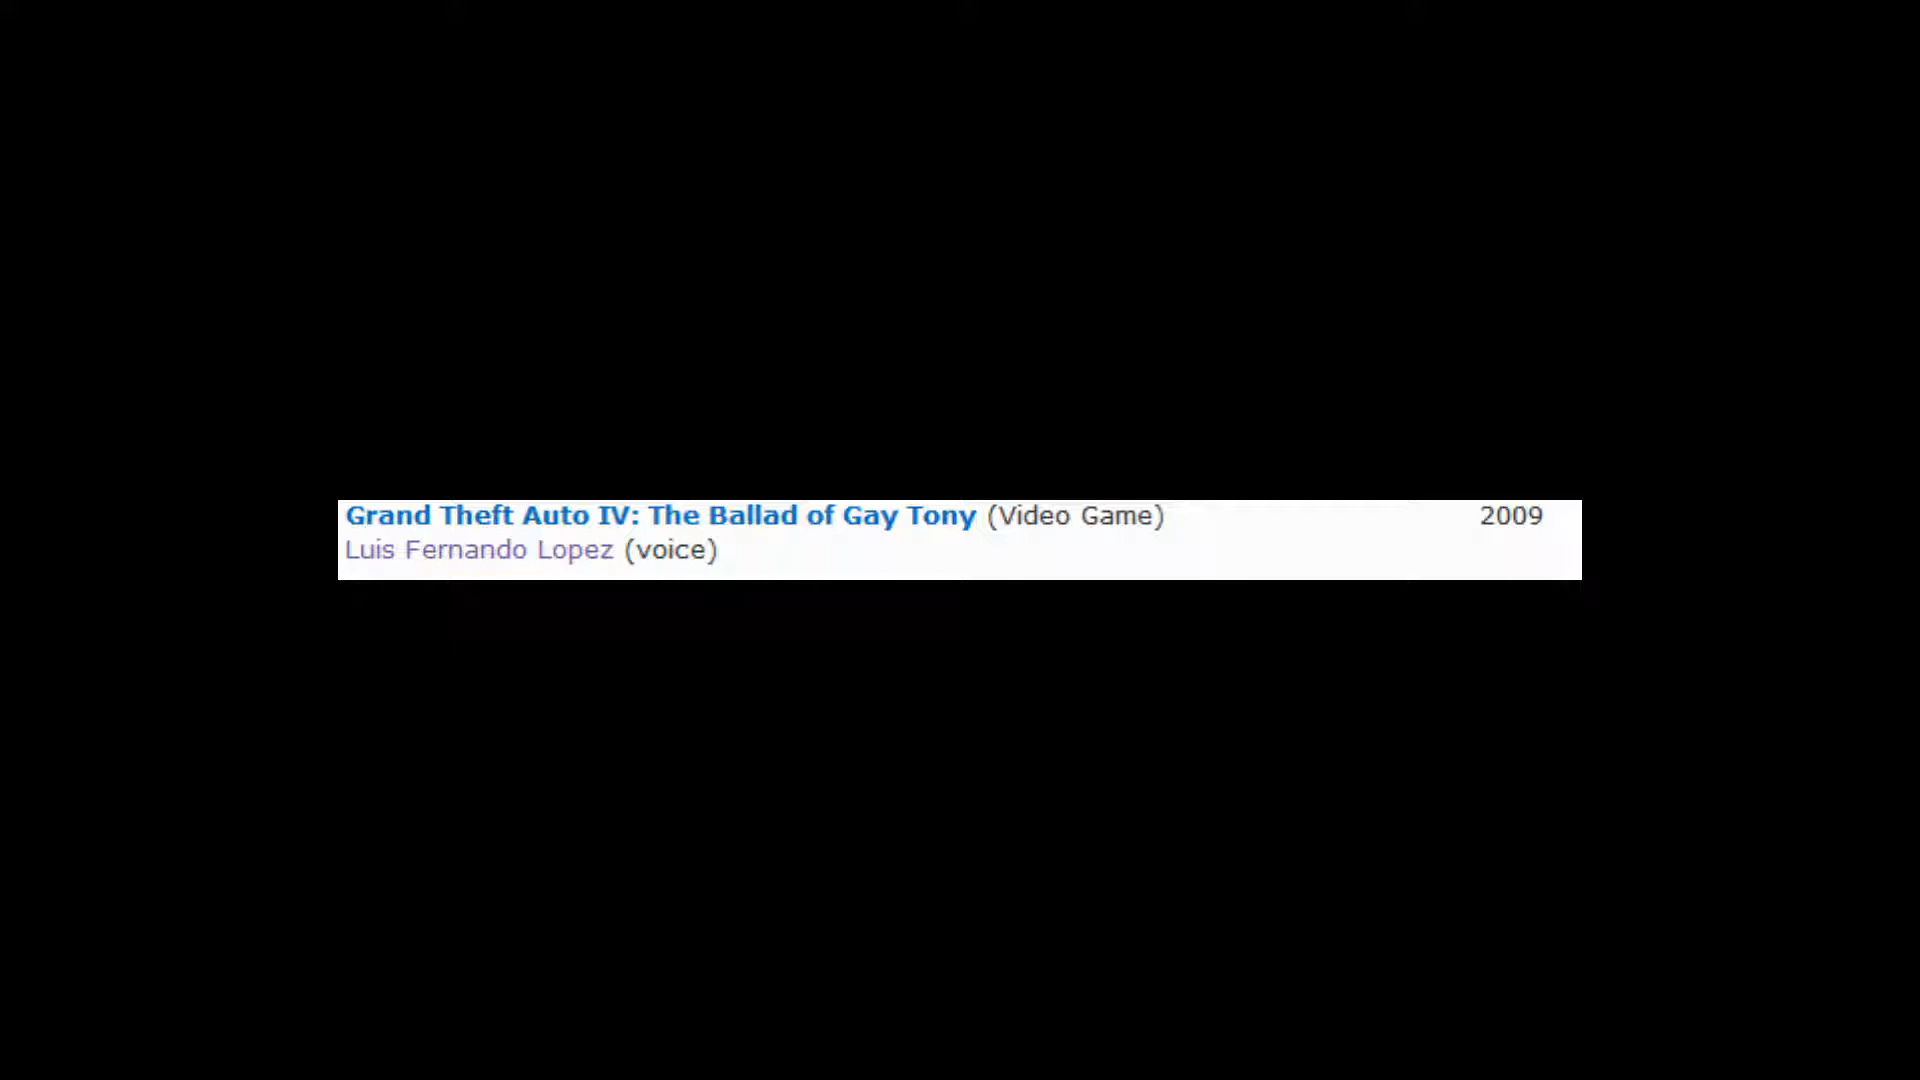 Grand Theft Auto IV: The Ballad of Gay Tony (Video Game) 2009
Luis Fernando Lopez (voice)